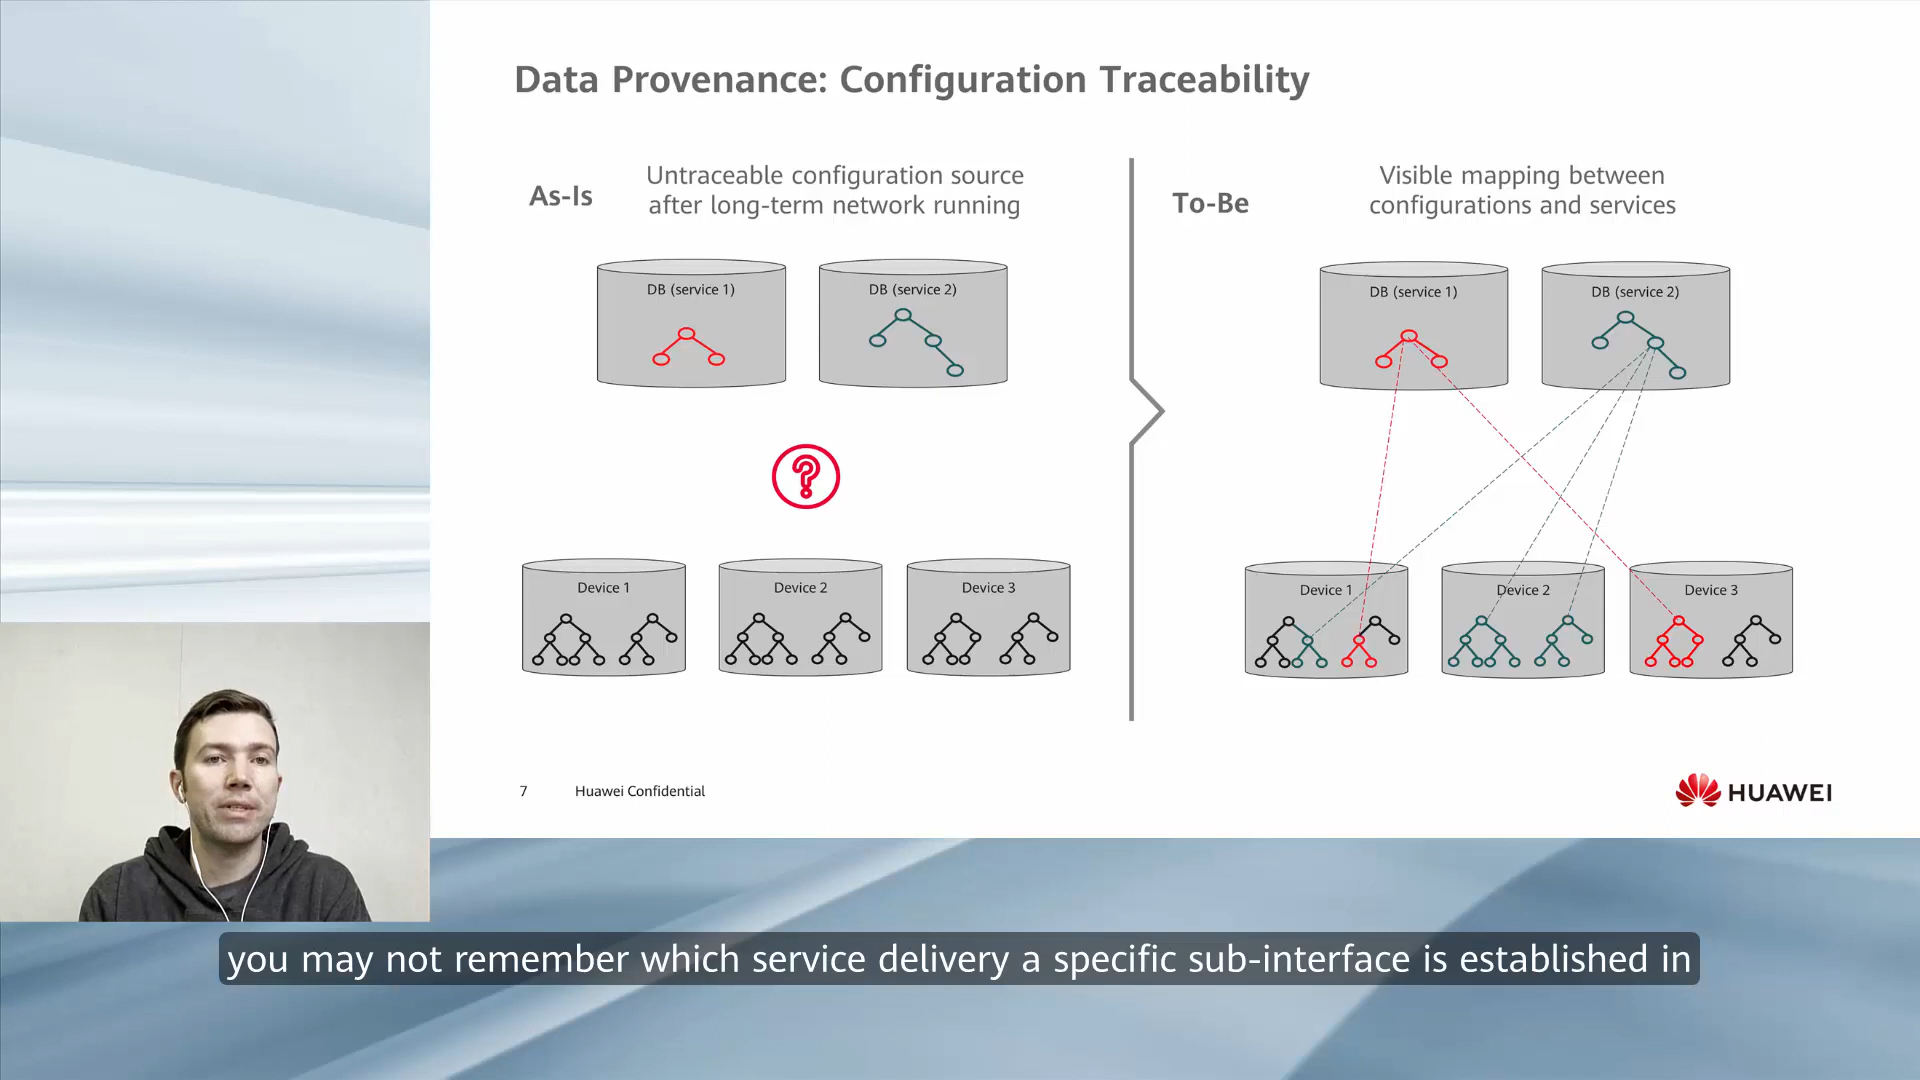 Data Provenance: Configuration Traceability
As-Is
Untraceable configuration source
after long-term network running
DB (service 1)
DB (service 2)
?
Device 1
Device 2
Device 3
To-Be
Visible mapping between
configurations and services
DB (service 1)
DB (service 2)
Device 1
Device 2
Device 3
7
Huawei Confidential
HUAWEI
you may not remember which service delivery a specific sub-interface is established in